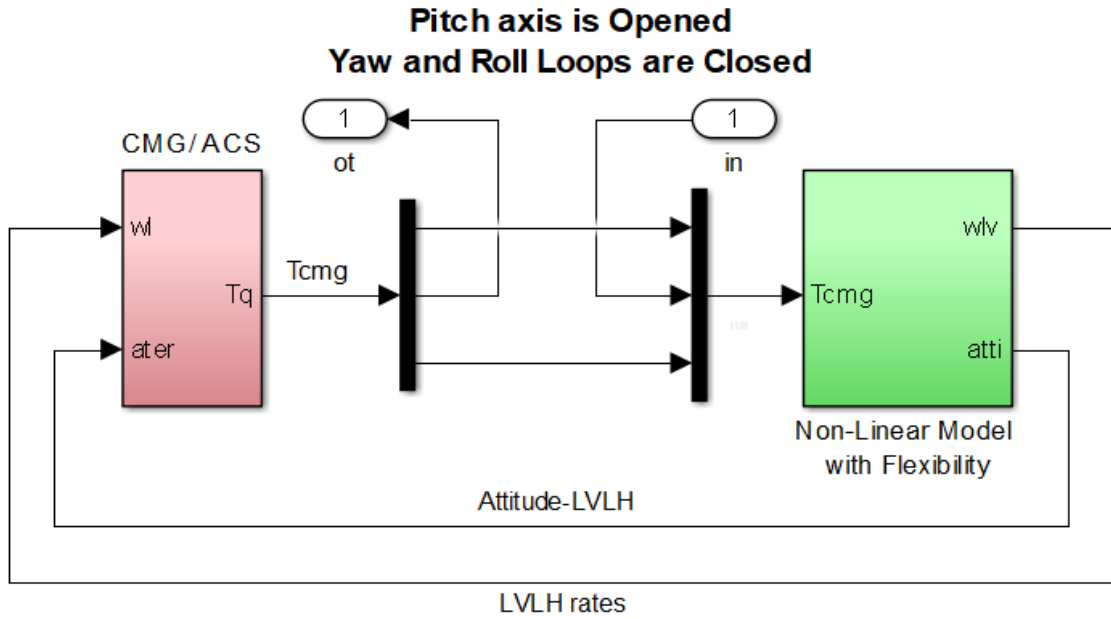 Pitch axis is Opened
Yaw and Roll Loops are Closed
CMG/ACS
1
ot
1
in
wl
Tq
ater
Tcmg
wlv
Tcmg
atti
Non-Linear Model
with Flexibility
Attitude-LVLH
LVLH rates